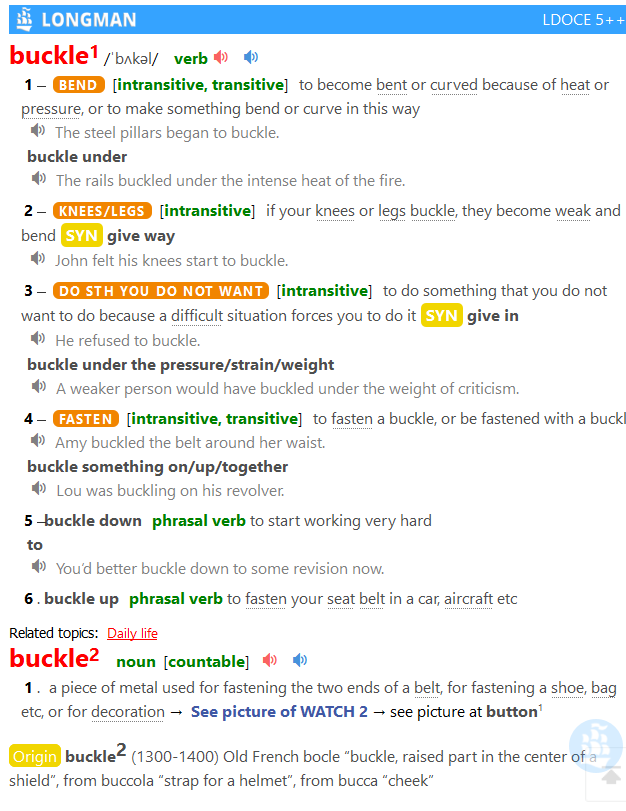 LONGMAN LDOCE 5++
buckle1 /ˈbʌkəl/ verb
1 – BEND [intransitive, transitive] to become bent or curved because of heat or
pressure, or to make something bend or curve in this way
The steel pillars began to buckle.
buckle under
The rails buckled under the intense heat of the fire.
2 – KNEES/LEGS [intransitive] if your knees or legs buckle, they become weak and
bend SYN give way
John felt his knees start to buckle.
3 – DO STH YOU DO NOT WANT [intransitive] to do something that you do not
want to do because a difficult situation forces you to do it SYN give in
He refused to buckle.
buckle under the pressure/strain/weight
A weaker person would have buckled under the weight of criticism.
4 – FASTEN [intransitive, transitive] to fasten a buckle, or be fastened with a buckl
Amy buckled the belt around her waist.
buckle something on/up/together
Lou was buckling on his revolver.
5 –buckle down phrasal verb to start working very hard
to
You’d better buckle down to some revision now.
6 . buckle up phrasal verb to fasten your seat belt in a car, aircraft etc
Related topics: Daily life
buckle2 noun [countable]
1 . a piece of metal used for fastening the two ends of a belt, for fastening a shoe, bag
etc, or for decoration → See picture of WATCH 2 → see picture at button1
Origin buckle2 (1300-1400) Old French bocle “buckle, raised part in the center of a
shield”, from buccola “strap for a helmet”, from bucca “cheek”